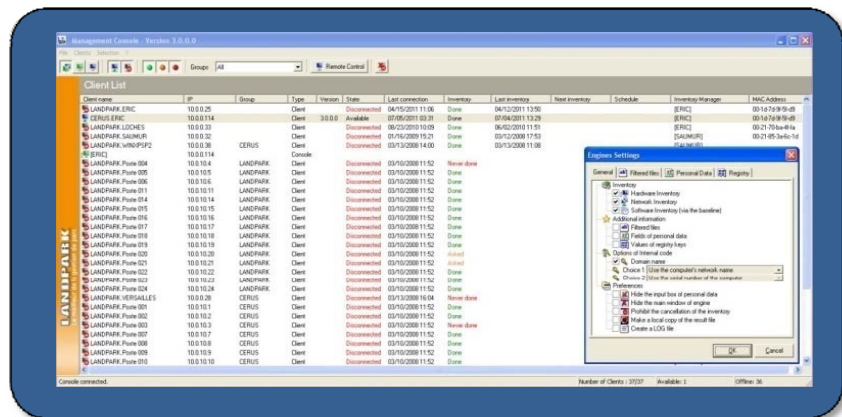 Management Console - Version 3.0.0.0
File Clients Selection ?
Groups All Remote Control
Client List
Client name IP Group Type Version State Last connection Inventory Last inventory Next inventory Schedule Inventory Manager MAC Address
LANDPARK.ERIC 10.0.0.25 Client Disconnected 04/15/2011 11:06 Done 04/12/2011 13:50 [ERIC]
CERUS.ERIC 10.0.0.114 Client 3.0.0.0 Available 07/05/2011 03:31 Done 07/04/2011 13:29 [ERIC]
LANDPARK.LOCHES 10.0.0.33 Client Disconnected 08/23/2010 10:09 Done 06/02/2010 11:51 [ERIC]
LANDPARK.SAUMUR 10.0.0.32 Client Disconnected 01/16/2009 15:21 Done 03/12/2008 17:53 [SAUMUR]
LANDPARK.WINXPSP2 10.0.0.38 CERUS Client Disconnected 03/13/2008 14:00 Done 03/13/2008 11:08 [SAUMUR]
[ERIC] 10.0.0.114 Console
LANDPARK.Poste 004 10.0.10.4 LANDPARK Client Disconnected 03/10/2008 11:52 Never done
LANDPARK.Poste 005 10.0.10.5 LANDPARK Client Disconnected 03/10/2008 11:52 Done
LANDPARK.Poste 006 10.0.10.6 LANDPARK Client Disconnected 03/10/2008 11:52 Done
LANDPARK.Poste 011 10.0.10.11 LANDPARK Client Disconnected 03/10/2008 11:52 Done
LANDPARK.Poste 014 10.0.10.14 LANDPARK Client Disconnected 03/10/2008 11:52 Done
LANDPARK.Poste 015 10.0.10.15 LANDPARK Client Disconnected 03/10/2008 11:52 Done
LANDPARK.Poste 016 10.0.10.16 LANDPARK Client Disconnected 03/10/2008 11:52 Done
LANDPARK.Poste 017 10.0.10.17 LANDPARK Client Disconnected 03/10/2008 11:52 Done
LANDPARK.Poste 018 10.0.10.18 LANDPARK Client Disconnected 03/10/2008 11:52 Done
LANDPARK.Poste 019 10.0.10.19 LANDPARK Client Disconnected 03/10/2008 11:52 Done
LANDPARK.Poste 020 10.0.10.20 LANDPARK Client Disconnected 03/10/2008 11:52 Asked
LANDPARK.Poste 021 10.0.10.21 LANDPARK Client Disconnected 03/10/2008 11:52 Asked
LANDPARK.Poste 022 10.0.10.22 LANDPARK Client Disconnected 03/10/2008 11:52 Done
LANDPARK.Poste 023 10.0.10.23 LANDPARK Client Disconnected 03/10/2008 11:52 Done
LANDPARK.Poste 024 10.0.10.24 LANDPARK Client Disconnected 03/10/2008 11:52 Done
LANDPARK.VERSAILLES 10.0.0.28 CERUS Client Disconnected 03/13/2008 16:04 Never done
LANDPARK.Poste 001 10.0.10.1 CERUS Client Disconnected 03/10/2008 11:52 Done
LANDPARK.Poste 002 10.0.10.2 CERUS Client Disconnected 03/10/2008 11:52 Done
LANDPARK.Poste 003 10.0.10.3 CERUS Client Disconnected 03/10/2008 11:52 Never done
LANDPARK.Poste 007 10.0.10.7 CERUS Client Disconnected 03/10/2008 11:52 Done
LANDPARK.Poste 008 10.0.10.8 CERUS Client Disconnected 03/10/2008 11:52 Done
LANDPARK.Poste 009 10.0.10.9 CERUS Client Disconnected 03/10/2008 11:52 Done
LANDPARK.Poste 010 10.0.10.10 CERUS Client Disconnected 03/10/2008 11:52 Done
LANDPARK
Engines Settings
General Filtered files Personal Data Registry
Inventory
Hardware Inventory
Network Inventory
Software Inventory (via the baseline)
Additional information
Filtered files
Fields of personal data
Values of registry keys
Options of Internal code
Domain name
Choice 1 Use the computer's network name
Choice 2 Use the serial number of the computer
Preferences
Hide the input box of personal data
Hide the main window of engine
Prohibit the cancellation of the inventory
Make a local copy of the result file
Create a LOG file
OK Cancel
Console connected. Number of Clients : 37/37 Available: 1 Offline: 36